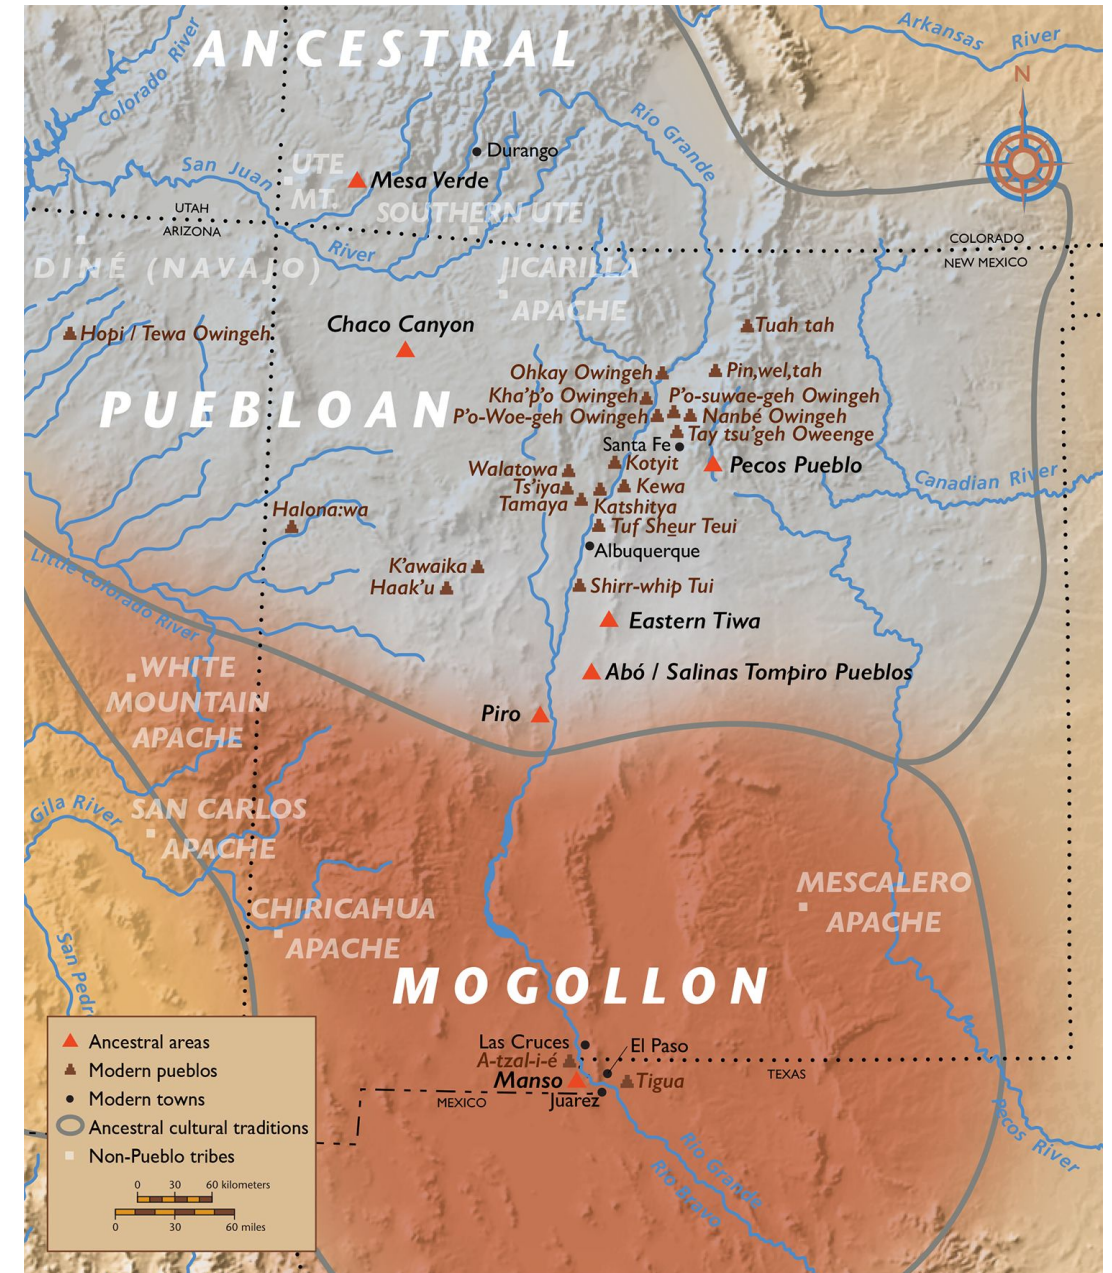 ANCESTRAL
Arkansas River
Colorado River
N
Rio Grande
Durango
San Juan River
UTE
MT.
Mesa Verde
SOUTHERN UTE
UTAH
ARIZONA
COLORADO
NEW MEXICO
DINÉ (NAVAJO)
JICARILLA
APACHE
Hopi / Tewa Owingeh
Chaco Canyon
Tuah tah
PUEBLOAN
Ohkay Owingeh
Pin,wel,tah
Kha'p'o Owingeh
P'o-suwae-geh Owingeh
P'o-Woe-geh Owingeh
Nanbé Owingeh
Tay tsu'geh Oweenge
Santa Fe
Kotyit
Pecos Pueblo
Walatowa
Canadian River
Ts'iya
Kewa
Tamaya
Katshitya
Halona:wa
Tuf She̱ur Teui
Albuquerque
K'awaika
Haak'u
Shirr-whip Tui
Little Colorado River
Eastern Tiwa
Abó / Salinas Tompiro Pueblos
WHITE
MOUNTAIN
APACHE
Piro
Gila River
SAN CARLOS
APACHE
MESCALERO
APACHE
CHIRICAHUA
APACHE
San Pedr
MOGOLLON
Las Cruces
El Paso
A-tzal-i-é
Manso
Tigua
TEXAS
MEXICO
Juarez
Pecos River
Rio Grande
Rio Bravo
Ancestral areas
Modern pueblos
Modern towns
Ancestral cultural traditions
Non-Pueblo tribes
0 30 60 kilometers
0 30 60 miles